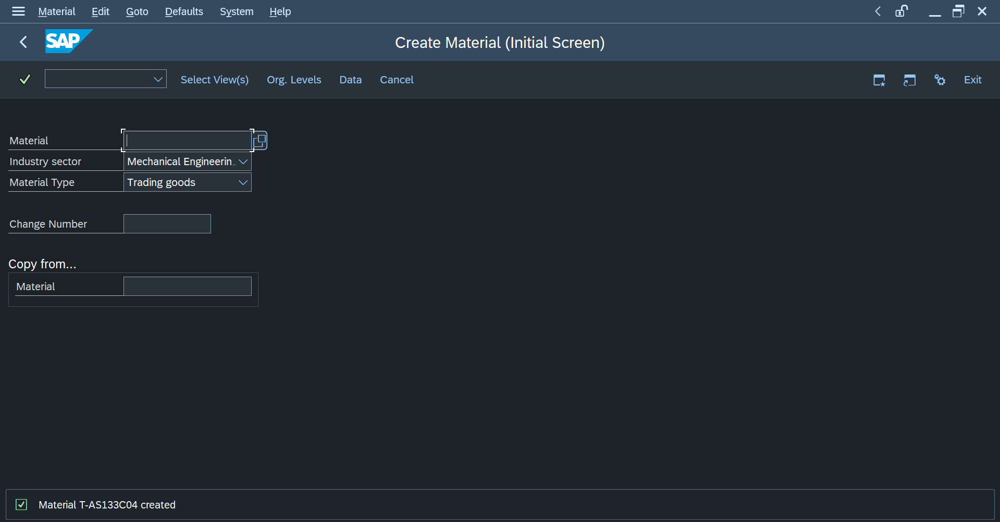 Material Edit Goto Defaults System Help
SAP Create Material (Initial Screen)
Select View(s) Org. Levels Data Cancel Exit
Material
Industry sector Mechanical Engineerin...
Material Type Trading goods
Change Number
Copy from...
Material
Material T-AS133C04 created